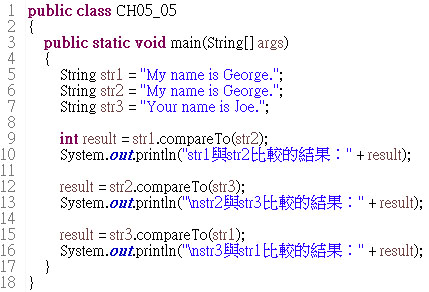 1 public class CH05_05
2 {
3 public static void main(String[] args)
4 {
5 String str1 = "My name is George.";
6 String str2 = "My name is George.";
7 String str3 = "Your name is Joe.";
8
9 int result = str1.compareTo(str2);
10 System.out.println("str1與str2比較的結果：" + result);
11
12 result = str2.compareTo(str3);
13 System.out.println("\nstr2與str3比較的結果：" + result);
14
15 result = str3.compareTo(str1);
16 System.out.println("\nstr3與str1比較的結果：" + result);
17 }
18 }